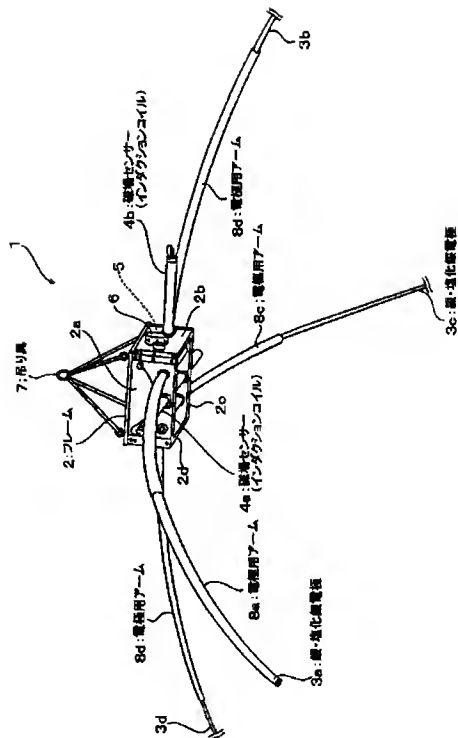 1
7:吊り具
2:フレーム
2a
6
5
4b:磁場センサー
(インダクションコイル)
8d:電極用アーム
3b
2b
8c:電極用アーム
3c:銀・塩化銀電極
2c
2d
4a:磁場センサー
(インダクションコイル)
8a:電極用アーム
3a:銀・塩化銀電極
8d:電極用アーム
3d